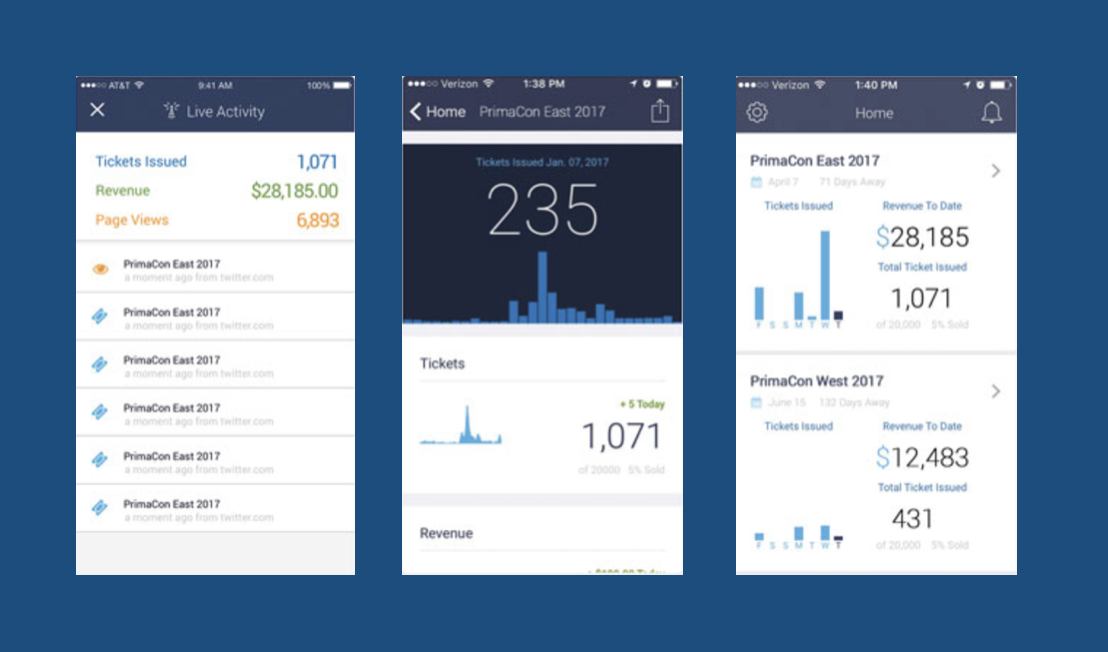 AT&T 9:41 AM 100%
Live Activity
Tickets Issued 1,071
Revenue $28,185.00
Page Views 6,893
PrimaCon East 2017
a moment ago from twitter.com
PrimaCon East 2017
a moment ago from twitter.com
PrimaCon East 2017
a moment ago from twitter.com
PrimaCon East 2017
a moment ago from twitter.com
PrimaCon East 2017
a moment ago from twitter.com
PrimaCon East 2017
a moment ago from twitter.com
Verizon 1:38 PM
Home PrimaCon East 2017
Tickets Issued Jan. 07, 2017
235
Tickets
+ 5 Today
1,071
of 20000 5% Sold
Revenue
Verizon 1:40 PM
Home
PrimaCon East 2017
April 7 71 Days Away
Tickets Issued Revenue To Date
$28,185
Total Ticket Issued
1,071
F S S M T W T of 20,000 5% Sold
PrimaCon West 2017
June 15 132 Days Away
Tickets Issued Revenue To Date
$12,483
Total Ticket Issued
431
F S S M T W T of 20,000 5% Sold